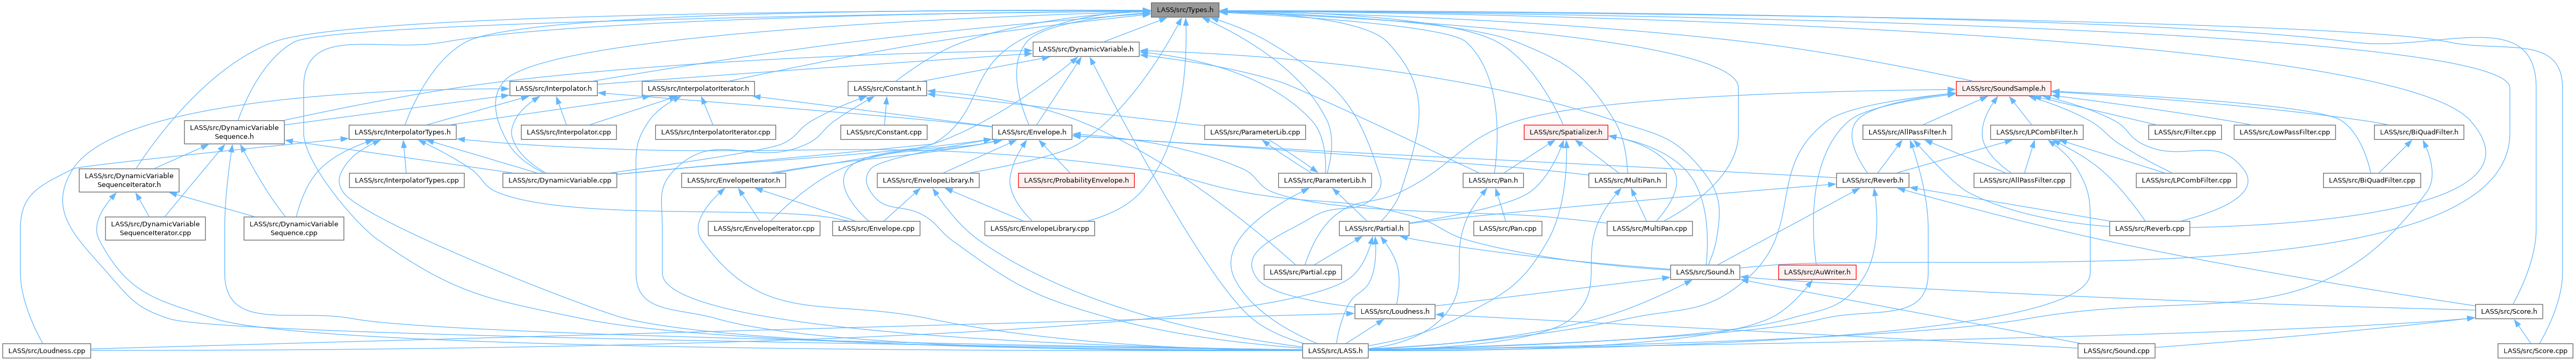 LASS/src/Types.h
LASS/src/DynamicVariable.h
LASS/src/Interpolator.h
LASS/src/InterpolatorIterator.h
LASS/src/Constant.h
LASS/src/SoundSample.h
LASS/src/DynamicVariable
Sequence.h
LASS/src/InterpolatorTypes.h
LASS/src/Interpolator.cpp
LASS/src/InterpolatorIterator.cpp
LASS/src/Constant.cpp
LASS/src/Envelope.h
LASS/src/ParameterLib.cpp
LASS/src/Spatializer.h
LASS/src/AllPassFilter.h
LASS/src/LPCombFilter.h
LASS/src/Filter.cpp
LASS/src/LowPassFilter.cpp
LASS/src/BiQuadFilter.h
LASS/src/DynamicVariable
SequenceIterator.h
LASS/src/InterpolatorTypes.cpp
LASS/src/DynamicVariable.cpp
LASS/src/EnvelopeIterator.h
LASS/src/EnvelopeLibrary.h
LASS/src/ProbabilityEnvelope.h
LASS/src/ParameterLib.h
LASS/src/Pan.h
LASS/src/MultiPan.h
LASS/src/Reverb.h
LASS/src/AllPassFilter.cpp
LASS/src/LPCombFilter.cpp
LASS/src/BiQuadFilter.cpp
LASS/src/DynamicVariable
SequenceIterator.cpp
LASS/src/DynamicVariable
Sequence.cpp
LASS/src/EnvelopeIterator.cpp
LASS/src/Envelope.cpp
LASS/src/EnvelopeLibrary.cpp
LASS/src/Partial.h
LASS/src/Pan.cpp
LASS/src/MultiPan.cpp
LASS/src/Reverb.cpp
LASS/src/Partial.cpp
LASS/src/Sound.h
LASS/src/AuWriter.h
LASS/src/Loudness.h
LASS/src/Score.h
LASS/src/Loudness.cpp
LASS/src/LASS.h
LASS/src/Sound.cpp
LASS/src/Score.cpp